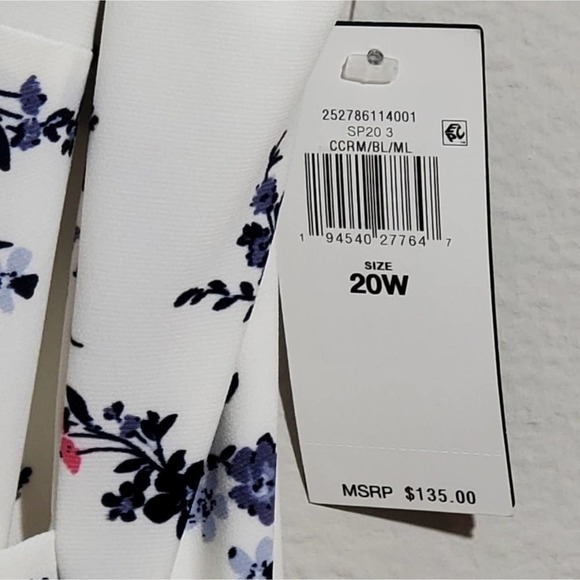 252786114001
SP20 3
CCRM/BL/ML
1 94540 27764 7
SIZE
20W
MSRP $135.00